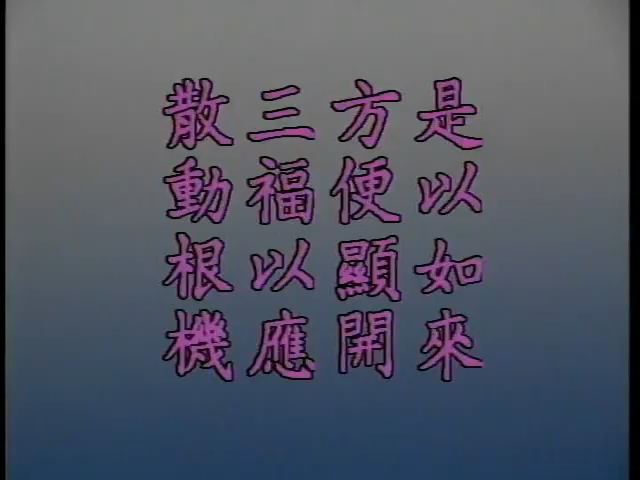 是以如來
方便顯開
三福以應
散動根機